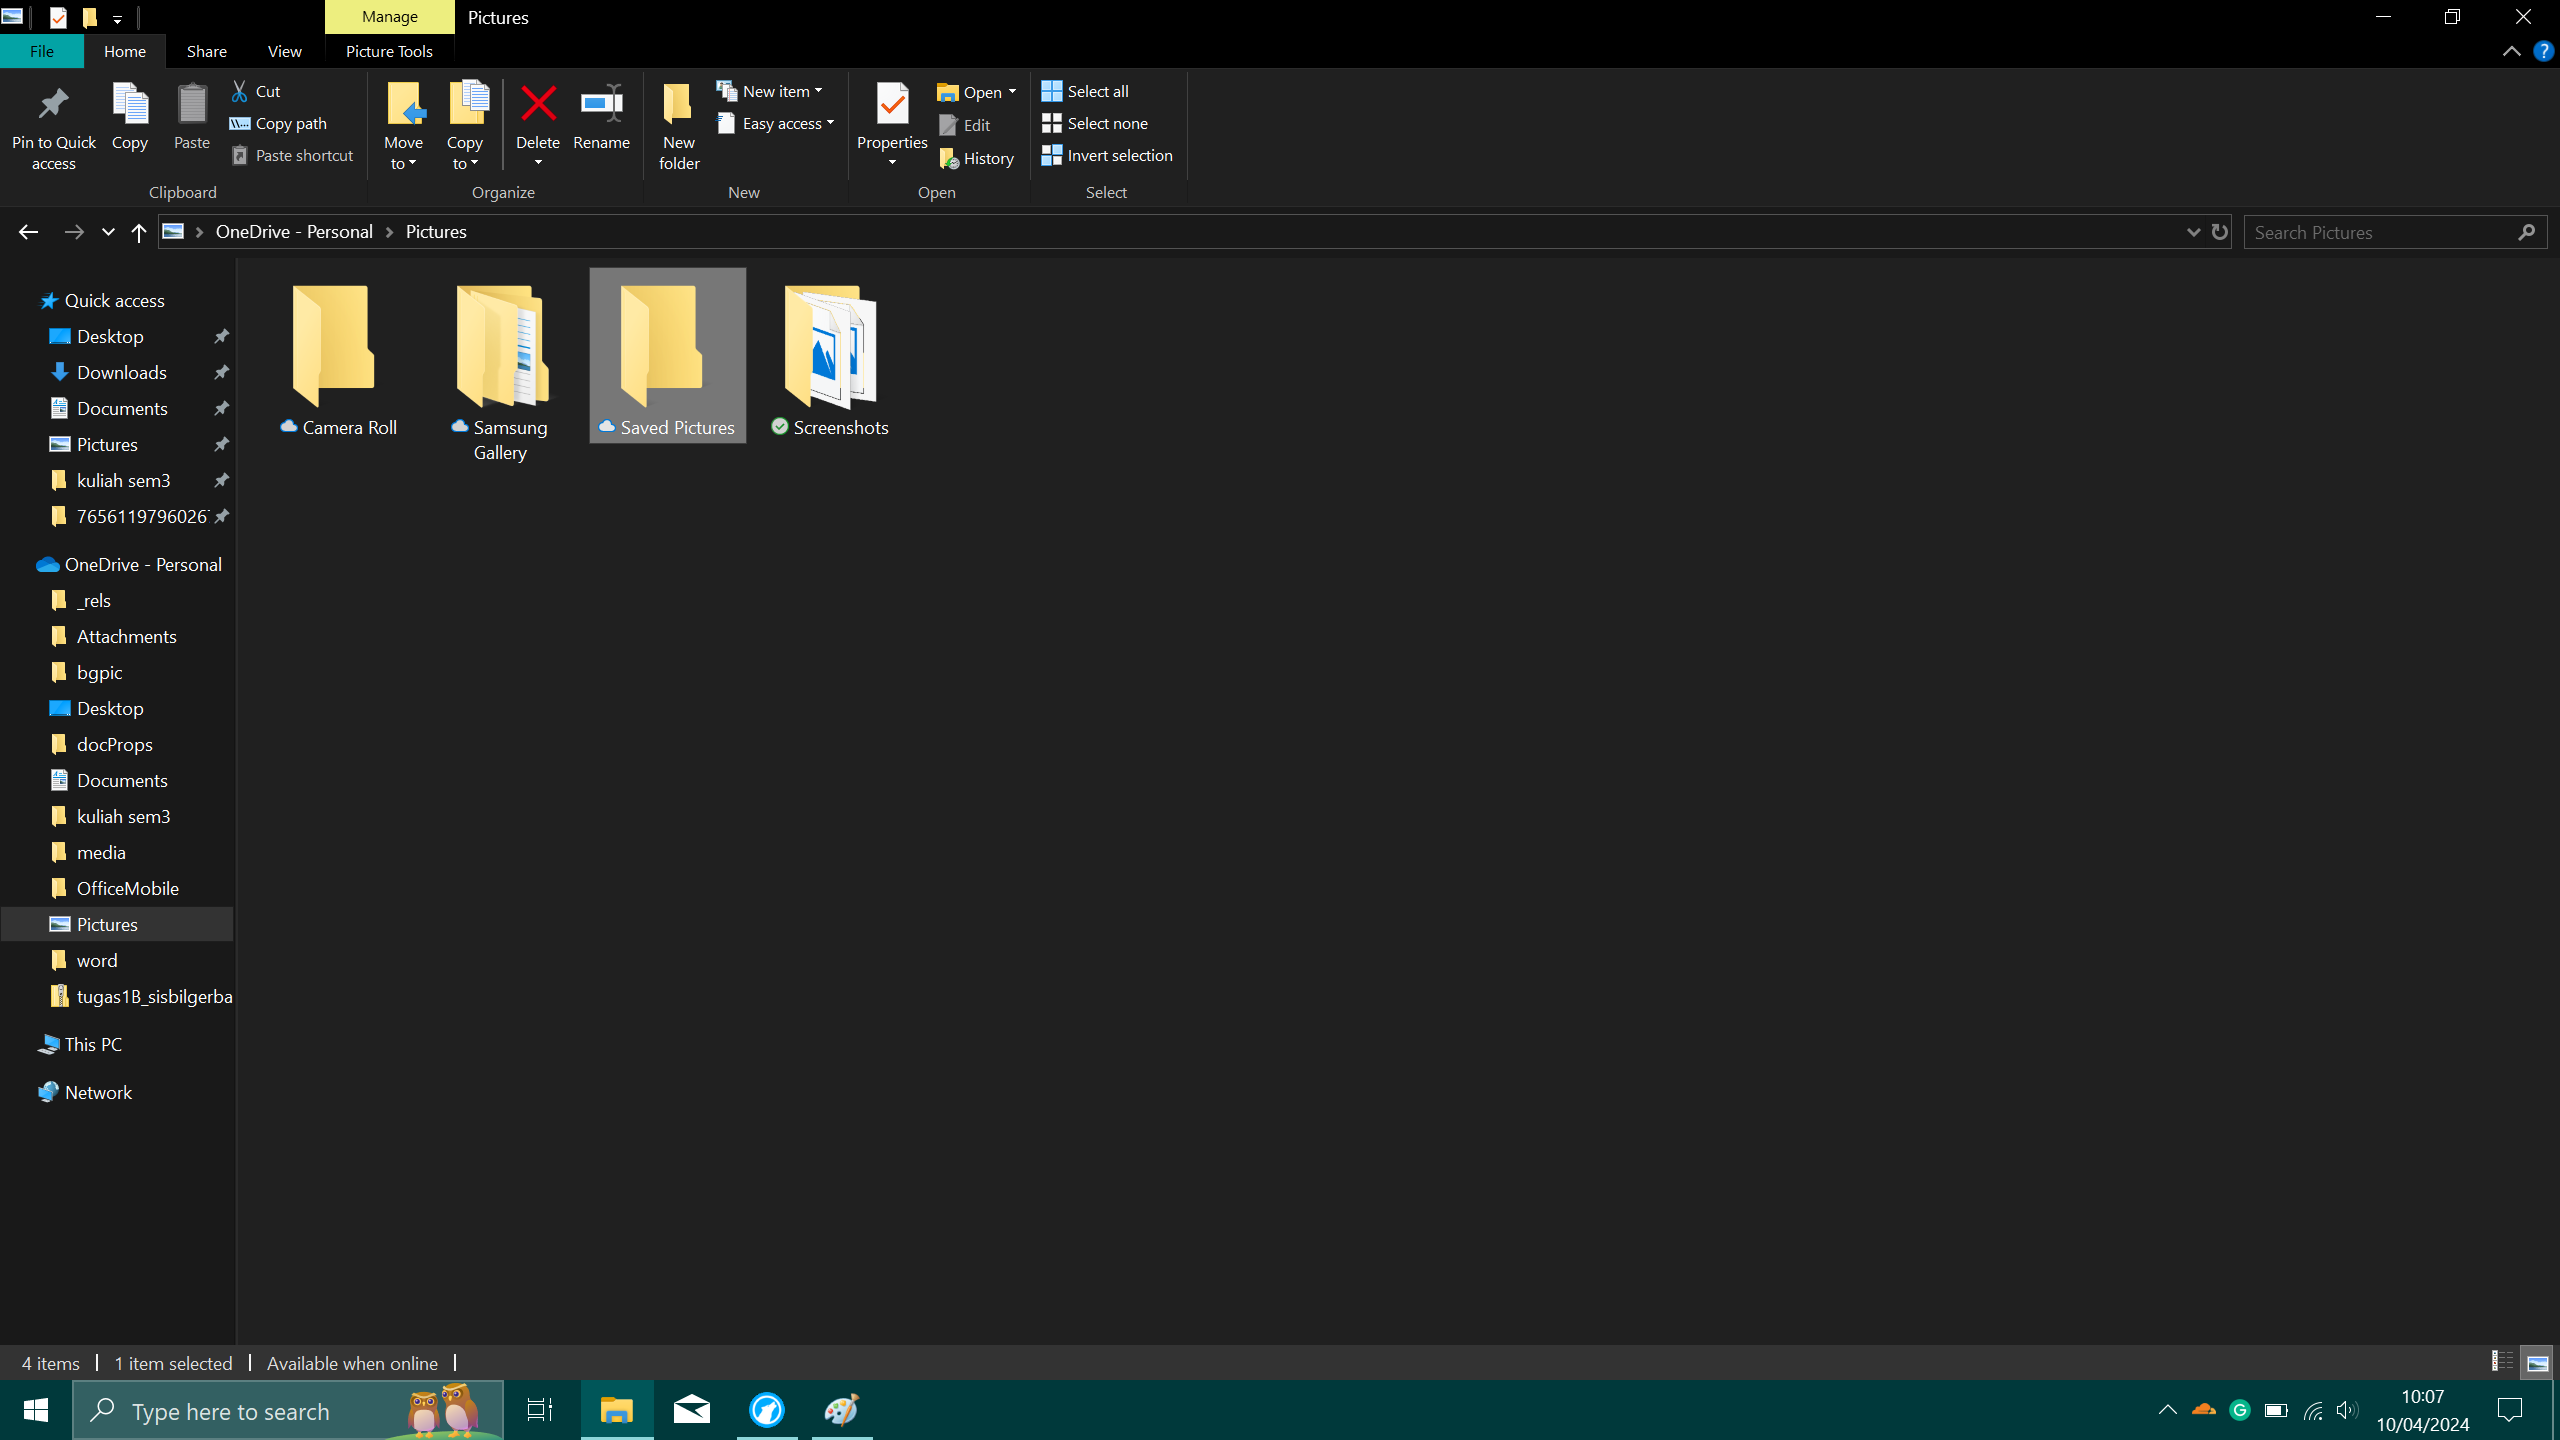 Manage
Pictures
File
Home
Share
View
Picture Tools
Pin to Quick
access
Copy
Paste
Cut
Copy path
Paste shortcut
Clipboard
Move
to
Copy
to
Delete
Rename
Organize
New
folder
New item
Easy access
New
Properties
Open
Edit
History
Open
Select all
Select none
Invert selection
Select
OneDrive - Personal
Pictures
Search Pictures
Quick access
Desktop
Downloads
Documents
Pictures
kuliah sem3
7656119796026
OneDrive - Personal
_rels
Attachments
bgpic
Desktop
docProps
Documents
kuliah sem3
media
OfficeMobile
Pictures
word
tugas1B_sisbilgerba
This PC
Network
Camera Roll
Samsung
Gallery
Saved Pictures
Screenshots
4 items
1 item selected
Available when online
Type here to search
10:07
10/04/2024